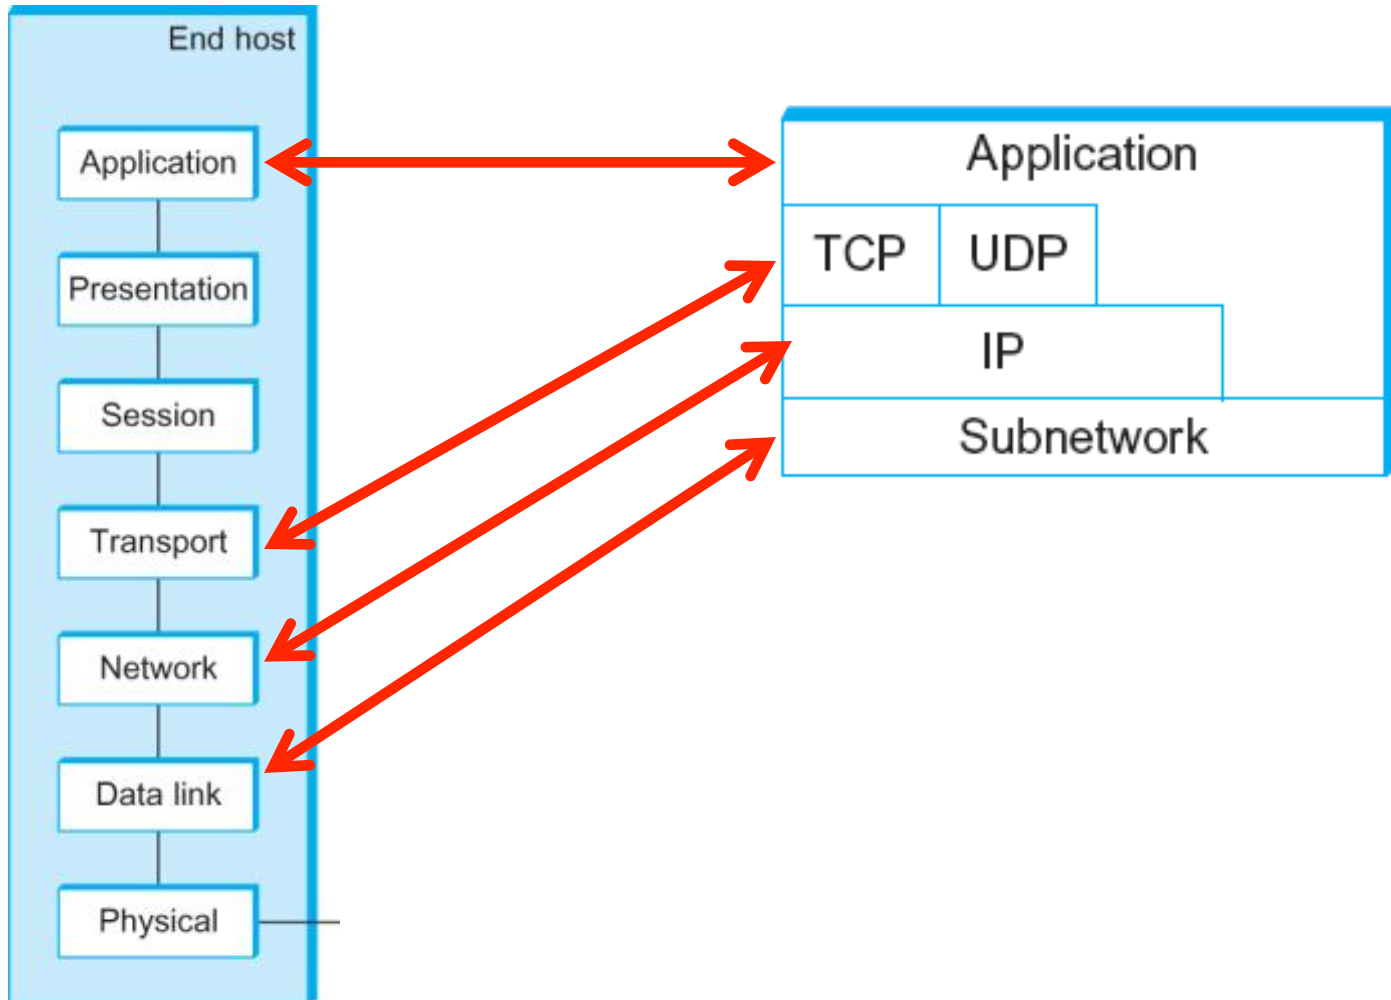 End host
Application
Presentation
Session
Transport
Network
Data link
Physical
Application
TCP UDP
IP
Subnetwork